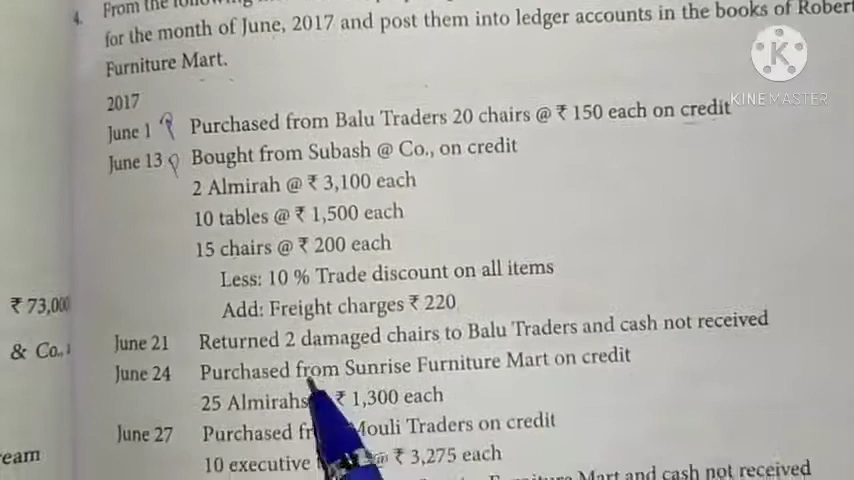 4. From the
for the month of June, 2017 and post them into ledger accounts in the books of Robert
Furniture Mart.
K
KINEMASTER
2017
June 1 Purchased from Balu Traders 20 chairs @ ₹ 150 each on credit
June 13 Bought from Subash @ Co., on credit
2 Almirah @ ₹ 3,100 each
10 tables @ ₹ 1,500 each
15 chairs @ ₹ 200 each
Less: 10 % Trade discount on all items
Add: Freight charges ₹ 220
₹ 73,000
June 21 Returned 2 damaged chairs to Balu Traders and cash not received
& Co.,
June 24 Purchased from Sunrise Furniture Mart on credit
25 Almirahs ₹ 1,300 each
June 27 Purchased Mouli Traders on credit
eam
10 executive @ ₹ 3,275 each
Mart and cash not received